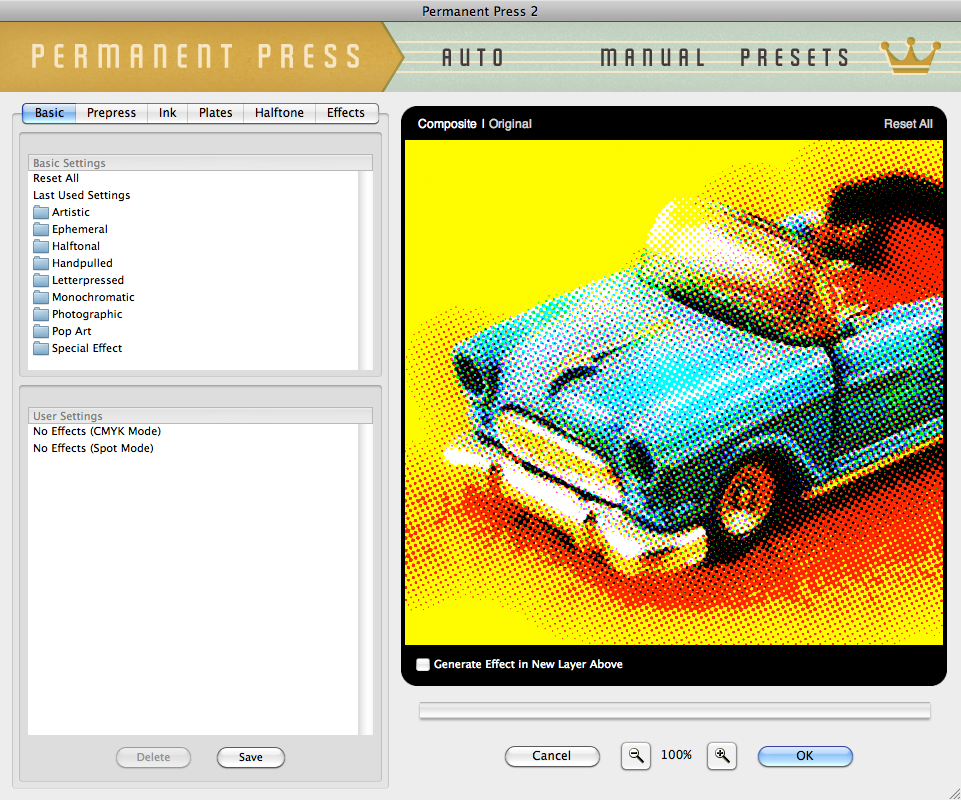 Permanent Press 2
PERMANENT PRESS
AUTO MANUAL PRESETS
Basic Prepress Ink Plates Halftone Effects
Basic Settings
Reset All
Last Used Settings
Artistic
Ephemeral
Halftonal
Handpulled
Letterpressed
Monochromatic
Photographic
Pop Art
Special Effect
User Settings
No Effects (CMYK Mode)
No Effects (Spot Mode)
Delete Save
Composite | Original Reset All
Generate Effect in New Layer Above
Cancel 100% OK